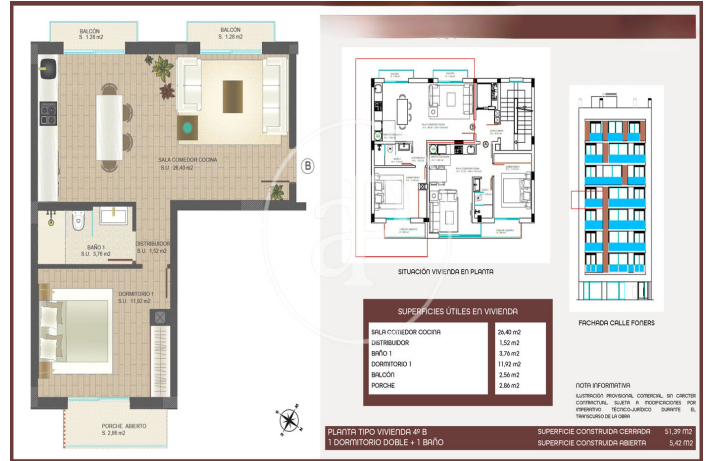 BALCÓN
S. 1.28 m2
BALCÓN
S. 1.28 m2
SALA COMEDOR COCINA
S.U. 26,40 m2
B
BAÑO 1
S.U. 3,76 m2
DISTRIBUIDOR
S.U. 1,52 m2
DORMITORIO 1
S.U. 11,92 m2
PORCHE ABIERTO
S. 2,86 m2
SITUACIÓN VIVIENDA EN PLANTA
FACHADA CALLE FONERS
SUPERFICIES ÚTILES EN VIVIENDA
SALA COMEDOR COCINA 26,40 m2
DISTRIBUIDOR 1,52 m2
BAÑO 1 3,76 m2
DORMITORIO 1 11,92 m2
BALCÓN 2.56 m2
PORCHE 2.86 m2
NOTA INFORMATIVA
ILUSTRACIÓN PROVISIONAL COMERCIAL, SIN CARÁCTER
CONTRACTUAL. SUJETA A MODIFICACIONES POR
IMPERATIVO TÉCNICO-JURÍDICO DURANTE EL
TRANSCURSO DE LA OBRA
PLANTA TIPO VIVIENDA 4º B
1 DORMITORIO DOBLE + 1 BAÑO
SUPERFICIE CONSTRUIDA CERRADA 51,39 M2
SUPERFICIE CONSTRUIDA ABIERTA 5,42 M2